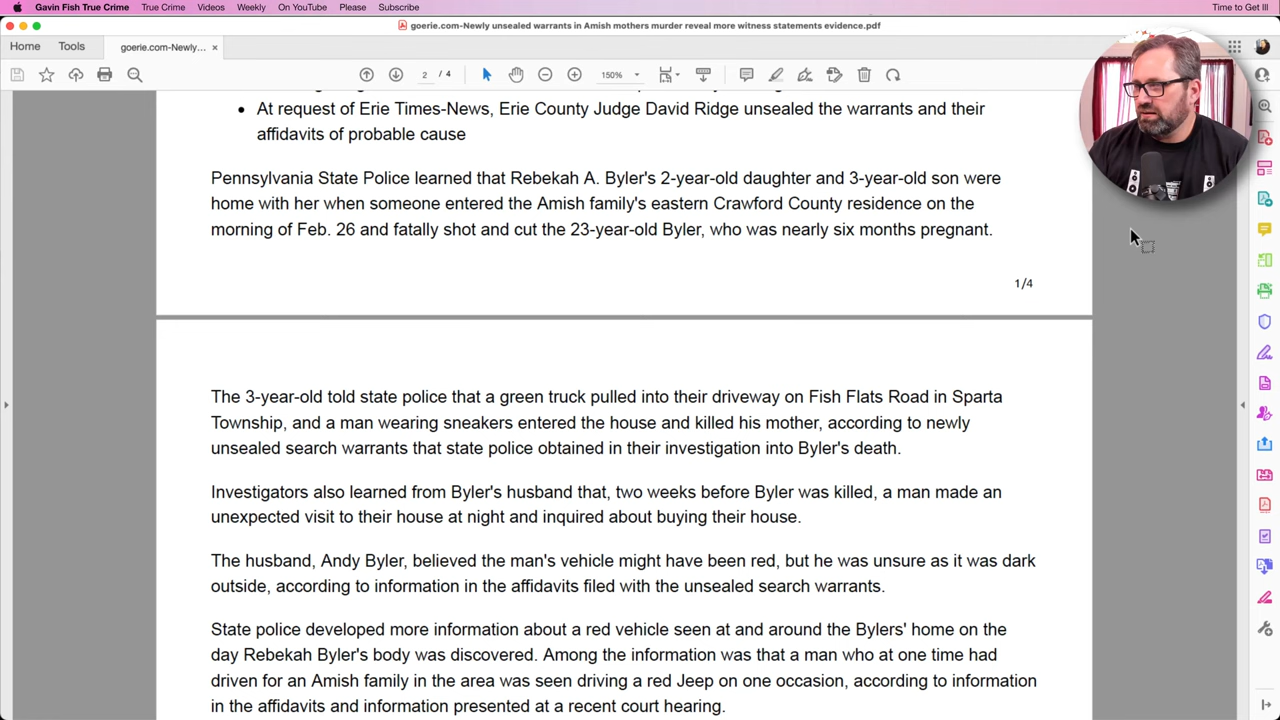 Gavin Fish True Crime True Crime Videos Weekly On YouTube Please Subscribe Time to Get Ill
goerie.com-Newly unsealed warrants in Amish mothers murder reveal more witness statements evidence.pdf
Home Tools goerie.com-Newly... ×
2 / 4 150%
• At request of Erie Times-News, Erie County Judge David Ridge unsealed the warrants and their
affidavits of probable cause
Pennsylvania State Police learned that Rebekah A. Byler's 2-year-old daughter and 3-year-old son were
home with her when someone entered the Amish family's eastern Crawford County residence on the
morning of Feb. 26 and fatally shot and cut the 23-year-old Byler, who was nearly six months pregnant.
1/4
The 3-year-old told state police that a green truck pulled into their driveway on Fish Flats Road in Sparta
Township, and a man wearing sneakers entered the house and killed his mother, according to newly
unsealed search warrants that state police obtained in their investigation into Byler's death.
Investigators also learned from Byler's husband that, two weeks before Byler was killed, a man made an
unexpected visit to their house at night and inquired about buying their house.
The husband, Andy Byler, believed the man's vehicle might have been red, but he was unsure as it was dark
outside, according to information in the affidavits filed with the unsealed search warrants.
State police developed more information about a red vehicle seen at and around the Bylers' home on the
day Rebekah Byler's body was discovered. Among the information was that a man who at one time had
driven for an Amish family in the area was seen driving a red Jeep on one occasion, according to information
in the affidavits and information presented at a recent court hearing.